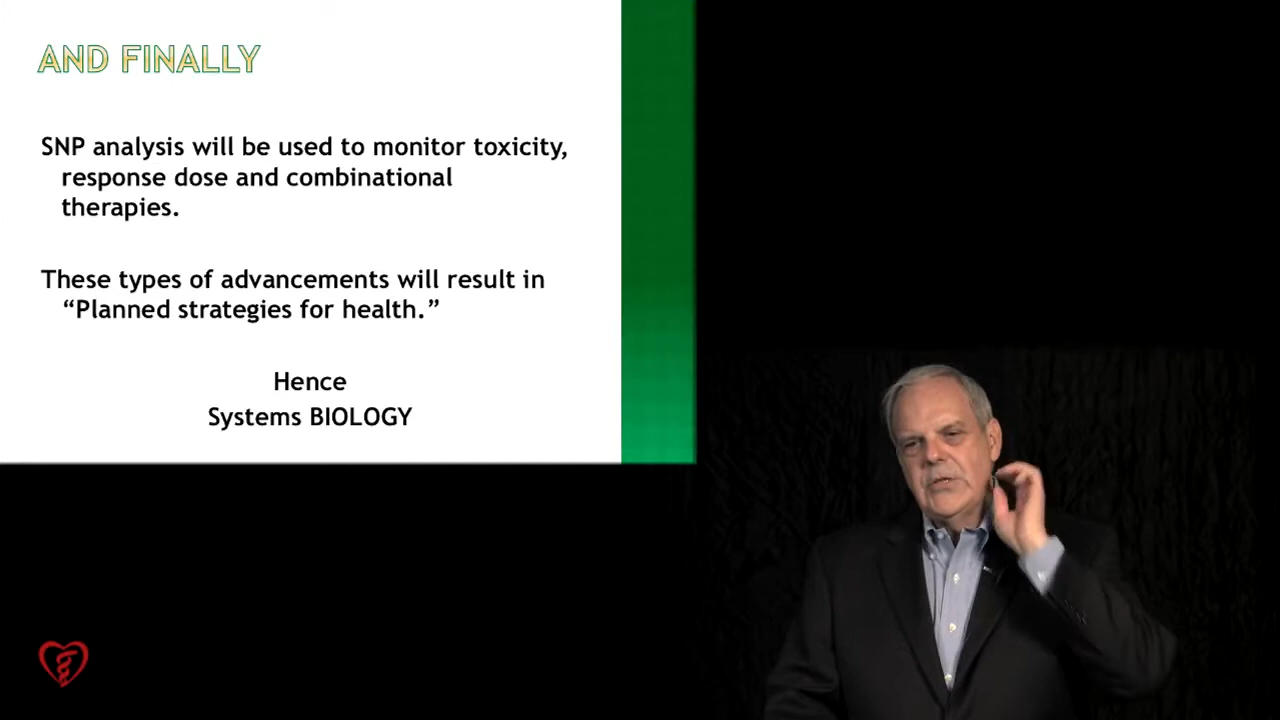 AND FINALLY
SNP analysis will be used to monitor toxicity,
response dose and combinational
therapies.
These types of advancements will result in
“Planned strategies for health.”
Hence
Systems BIOLOGY